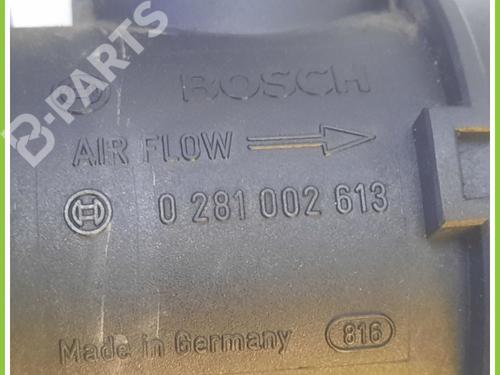 B-PARTS
BOSCH
AIR FLOW
0 281 002 613
Made in Germany 816